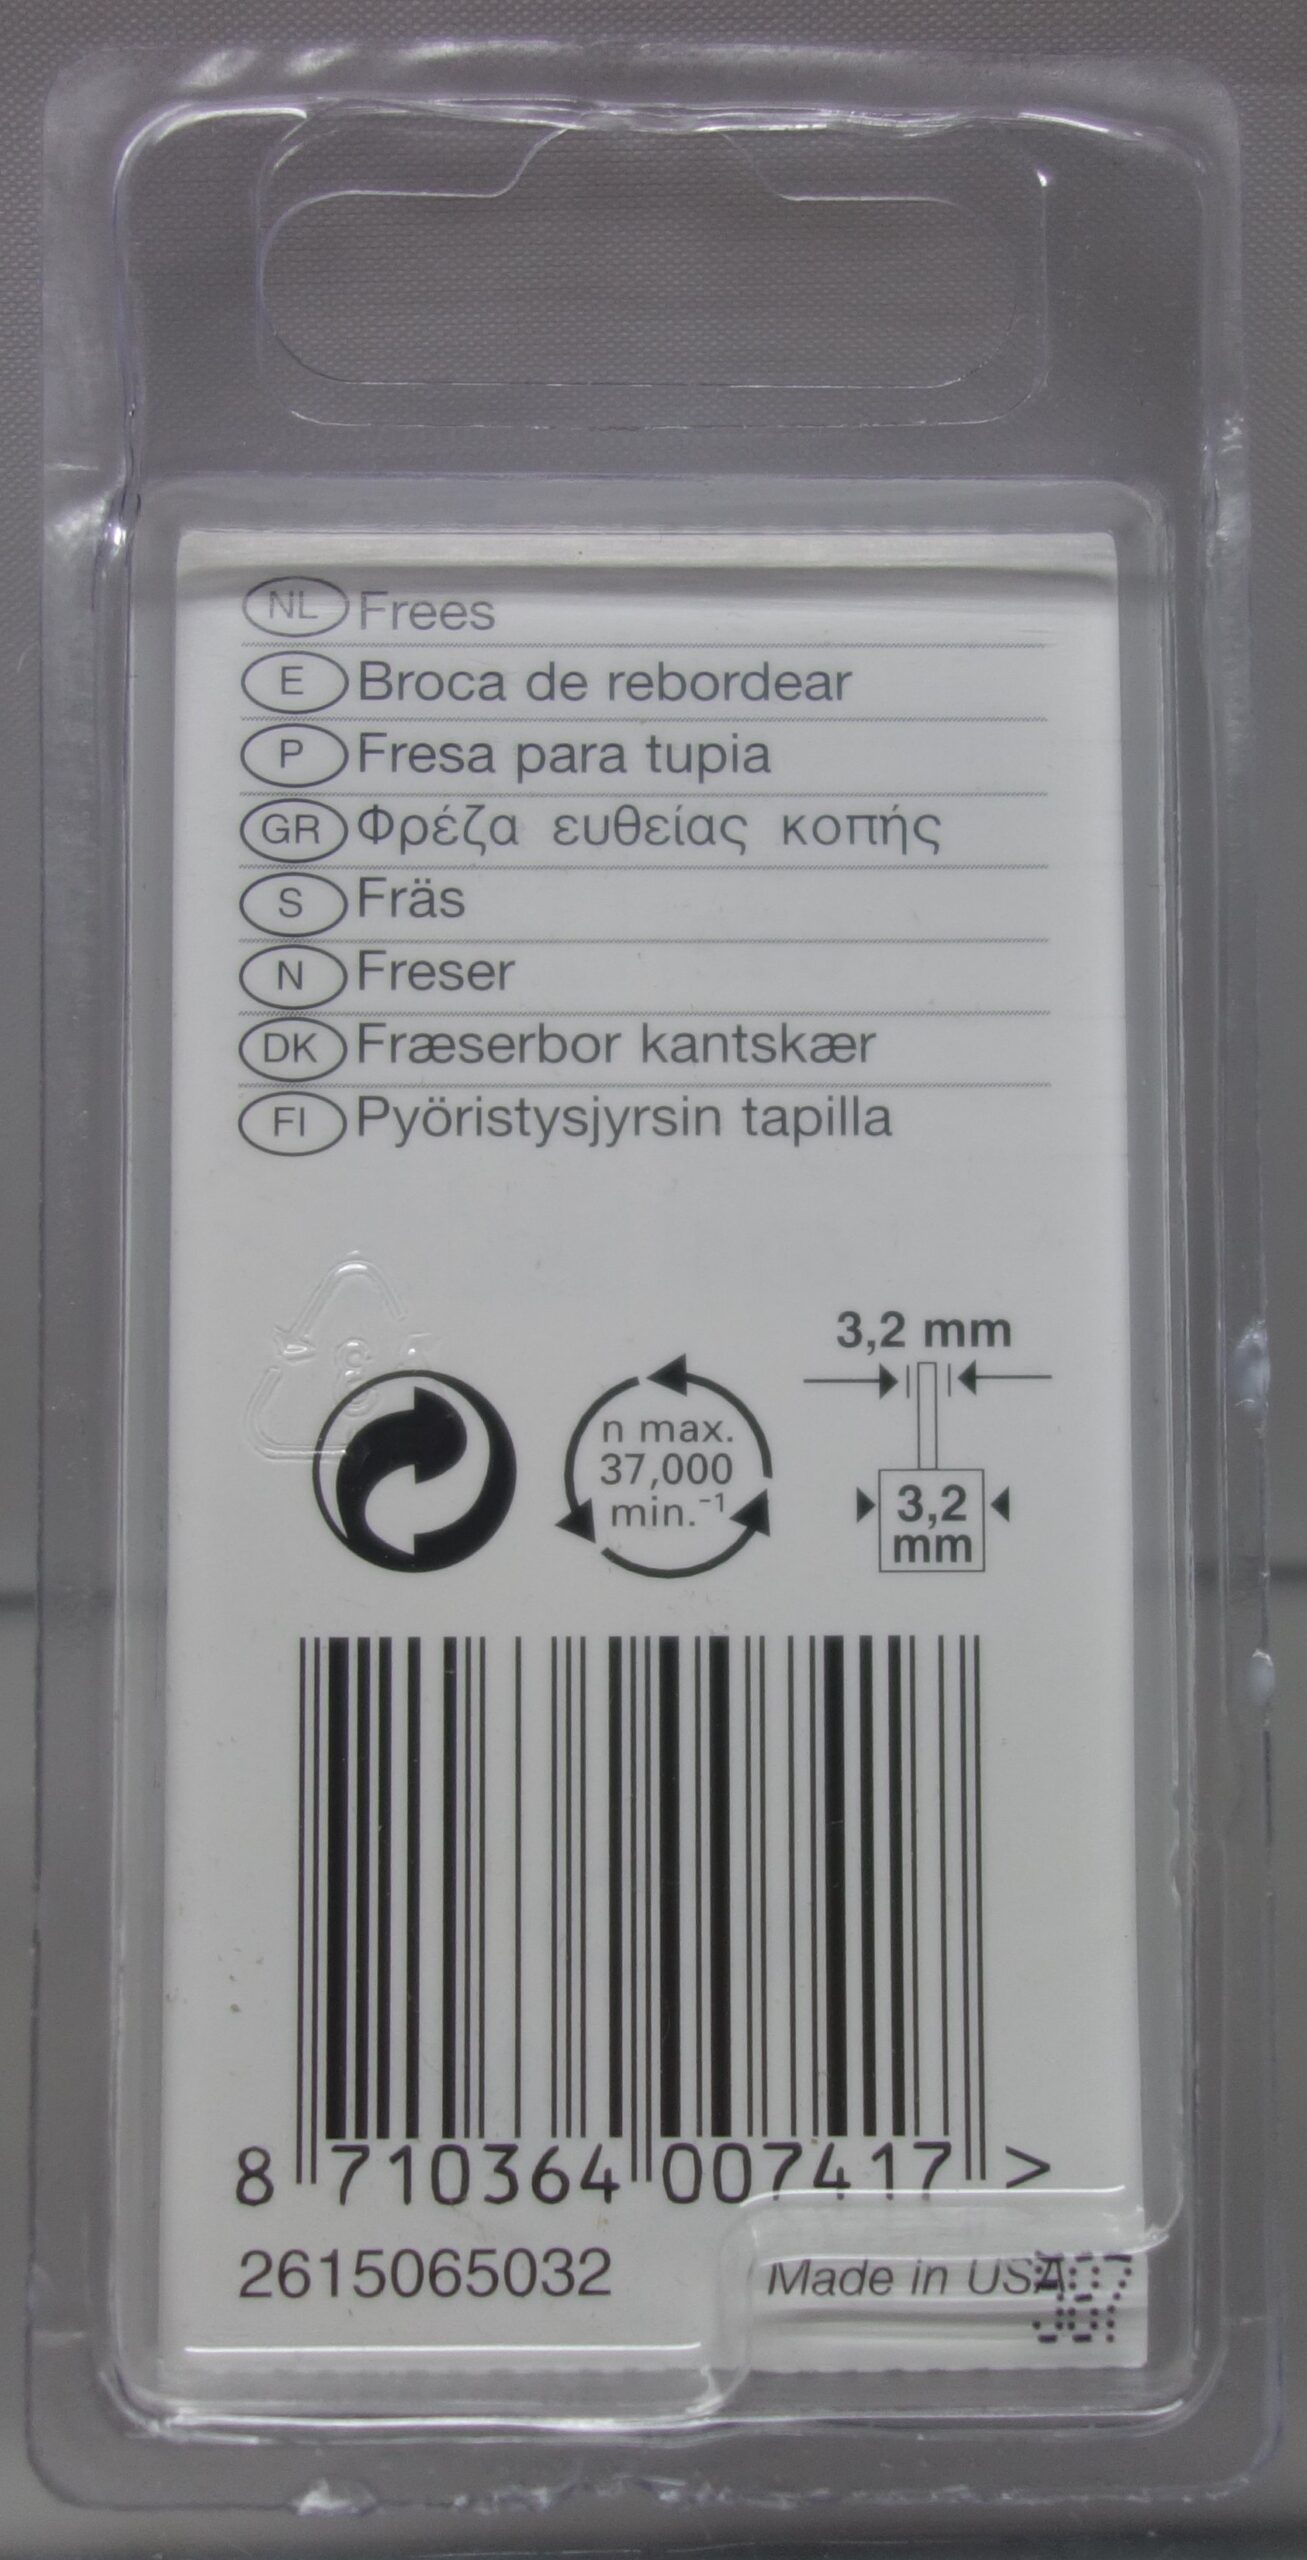 NL Frees
E Broca de rebordear
P Fresa para tupia
GR Φρέζα ευθείας κοπής
S Fräs
N Freser
DK Fræserbor kantskær
FI Pyöristysjyrsin tapilla
3,2 mm
n max.
37,000
min.⁻¹
3,2
mm
8 710364 007417 >
2615065032
Made in USA